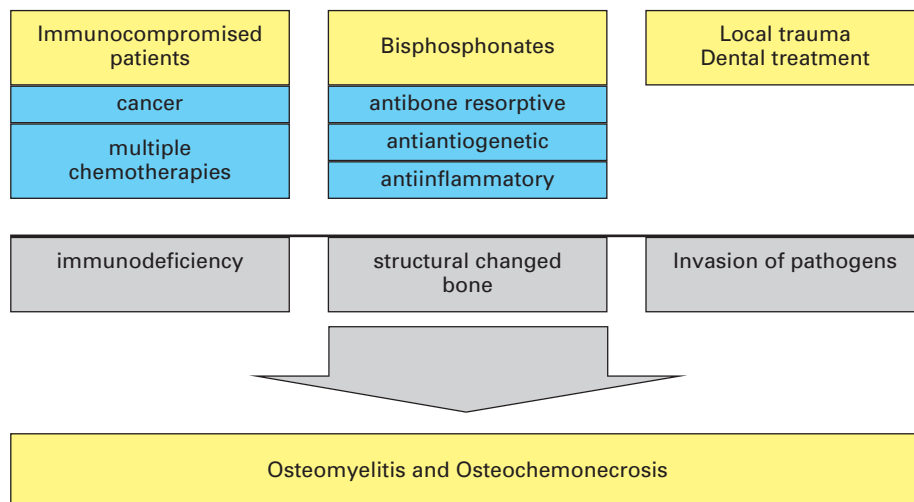 Immunocompromised
patients
cancer
multiple
chemotherapies
Bisphosphonates
antibone resorptive
antiantiogenetic
antiinflammatory
Local trauma
Dental treatment
immunodeficiency
structural changed
bone
Invasion of pathogens
Osteomyelitis and Osteochemonecrosis